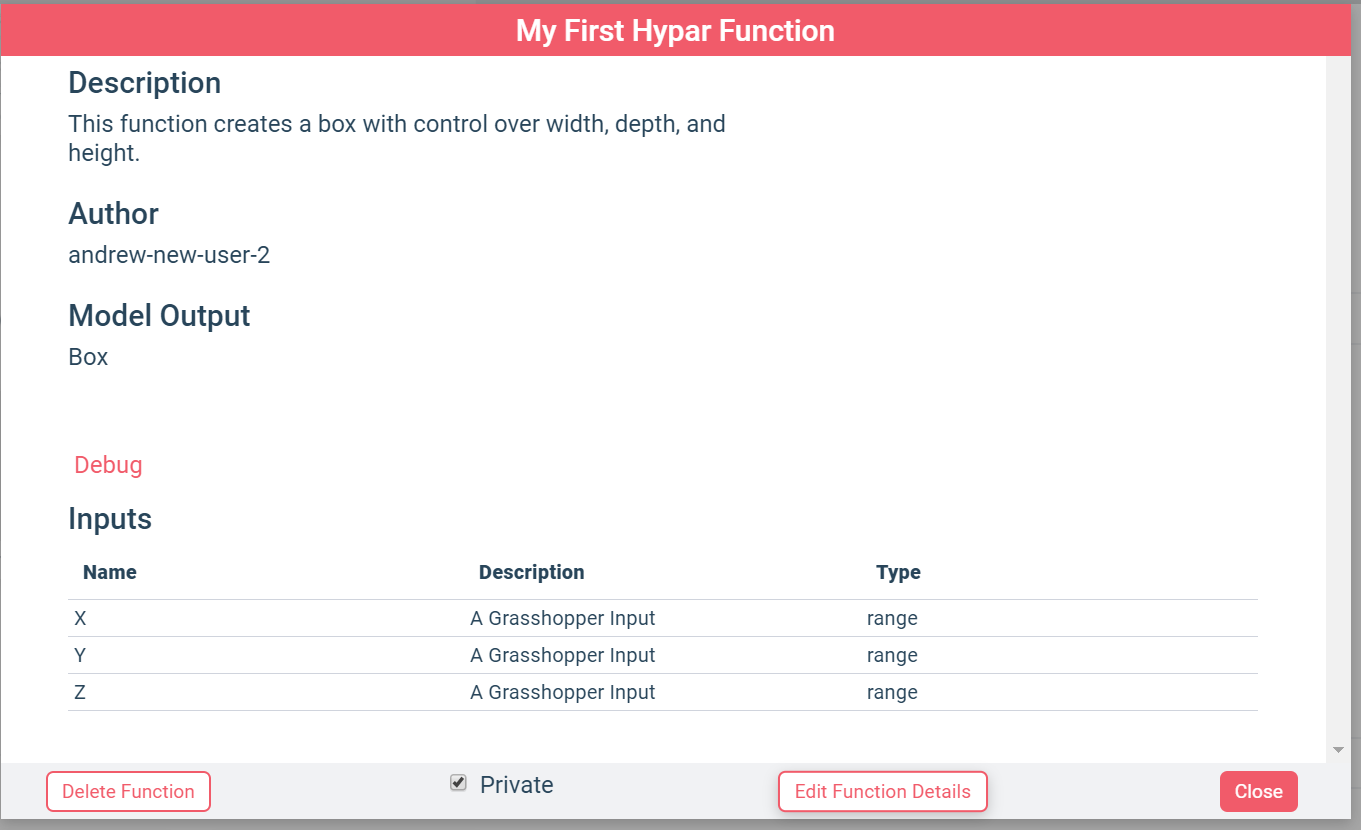 My First Hypar Function
Description
This function creates a box with control over width, depth, and
height.
Author
andrew-new-user-2
Model Output
Box
Debug
Inputs
Name Description Type
X A Grasshopper Input range
Y A Grasshopper Input range
Z A Grasshopper Input range
Delete Function Private Edit Function Details Close